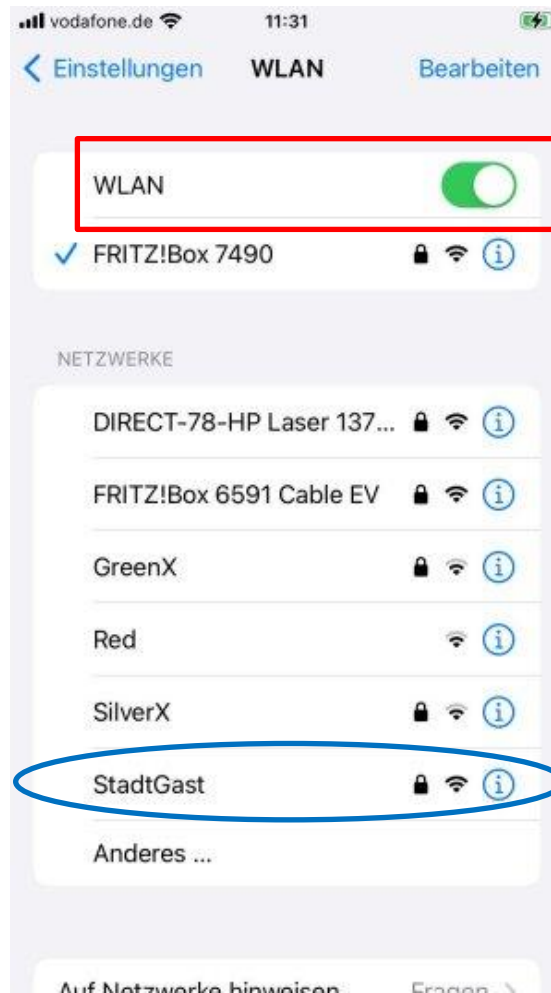 vodafone.de 11:31
Einstellungen WLAN Bearbeiten
WLAN
FRITZ!Box 7490
NETZWERKE
DIRECT-78-HP Laser 137...
FRITZ!Box 6591 Cable EV
GreenX
Red
SilverX
StadtGast
Anderes ...
Auf Netzwerke hinweisen Fragen